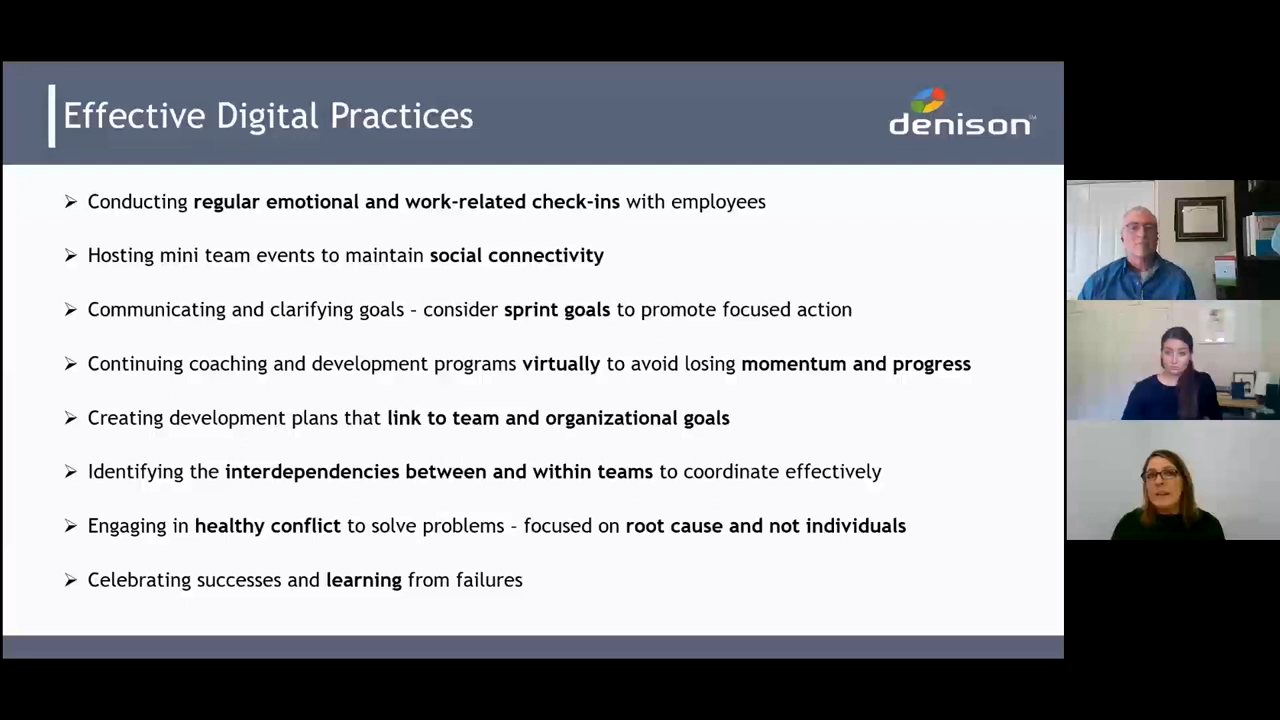 Effective Digital Practices
denison
Conducting regular emotional and work-related check-ins with employees
Hosting mini team events to maintain social connectivity
Communicating and clarifying goals – consider sprint goals to promote focused action
Continuing coaching and development programs virtually to avoid losing momentum and progress
Creating development plans that link to team and organizational goals
Identifying the interdependencies between and within teams to coordinate effectively
Engaging in healthy conflict to solve problems – focused on root cause and not individuals
Celebrating successes and learning from failures